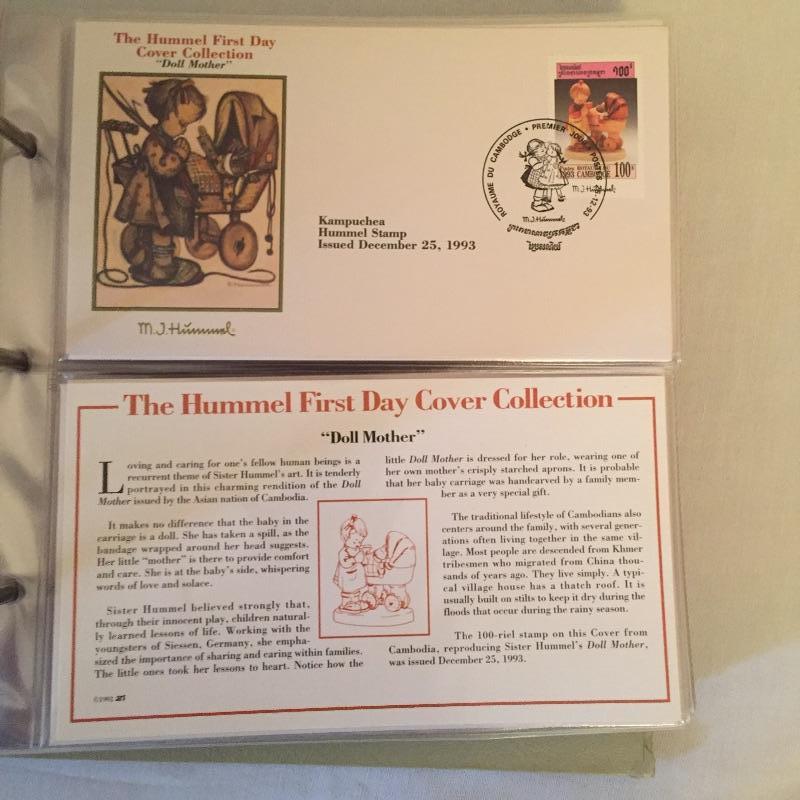 The Hummel First Day
Cover Collection
"Doll Mother"
M.J. Hummel
Kampuchea
Hummel Stamp
Issued December 25, 1993
100
1993 CAMBODGE 100
ROYAUME DU CAMBODGE • PREMIER JOUR
M.J. Hummel
M.J. Hummel
The Hummel First Day Cover Collection
"Doll Mother"
Loving and caring for one's fellow human beings is a
recurrent theme of Sister Hummel's art. It is tenderly
portrayed in this charming rendition of the Doll
Mother issued by the Asian nation of Cambodia.
It makes no difference that the baby in the
carriage is a doll. She has taken a spill, as the
bandage wrapped around her head suggests.
Her little "mother" is there to provide comfort
and care. She is at the baby's side, whispering
words of love and solace.
Sister Hummel believed strongly that,
through their innocent play, children natural-
ly learned lessons of life. Working with the
youngsters of Siessen, Germany, she empha-
sized the importance of sharing and caring within families.
The little ones took her lessons to heart. Notice how the
little Doll Mother is dressed for her role, wearing one of
her own mother's crisply starched aprons. It is probable
that her baby carriage was handcarved by a family mem-
ber as a very special gift.
The traditional lifestyle of Cambodians also
centers around the family, with several gener-
ations often living together in the same vil-
lage. Most people are descended from Khmer
tribesmen who migrated from China thou-
sands of years ago. They live simply. A typi-
cal village house has a thatch roof. It is
usually built on stilts to keep it dry during the
floods that occur during the rainy season.
The 100-riel stamp on this Cover from
Cambodia, reproducing Sister Hummel's Doll Mother,
was issued December 25, 1993.